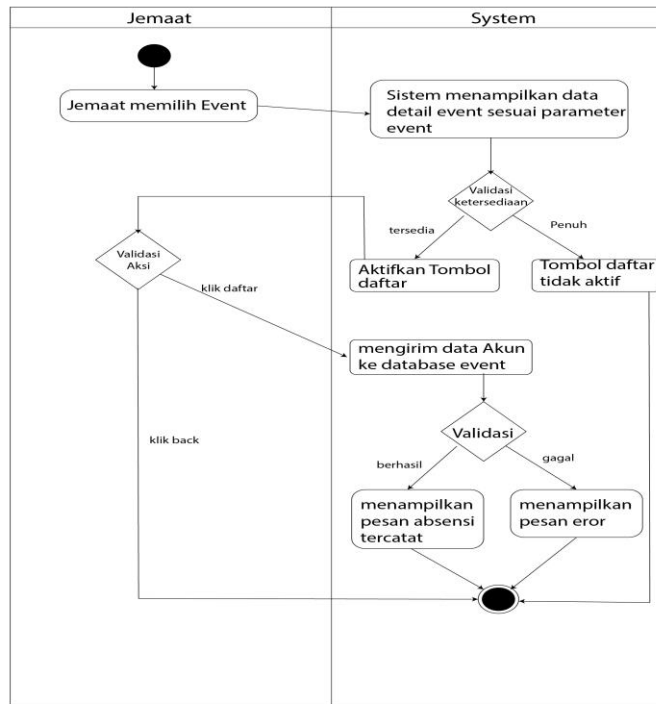 Jemaat
System
Jemaat memilih Event
Sistem menampilkan data
detail event sesuai parameter
event
Validasi
ketersediaan
tersedia
Penuh
Validasi
Aksi
Aktifkan Tombol
daftar
Tombol daftar
tidak aktif
klik daftar
mengirim data Akun
ke database event
klik back
Validasi
berhasil
gagal
menampilkan
pesan absensi
tercatat
menampilkan
pesan eror